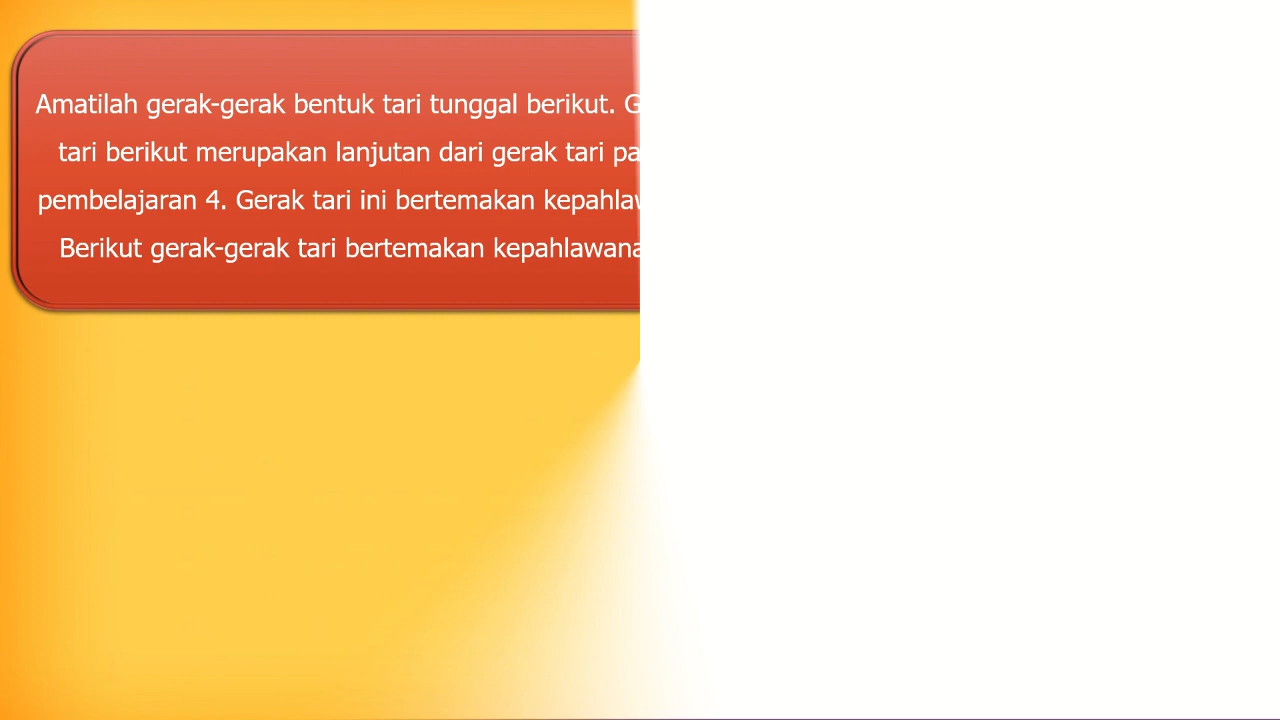 Amatilah gerak-gerak bentuk tari tunggal berikut.
tari berikut merupakan lanjutan dari gerak tari
pembelajaran 4. Gerak tari ini bertemakan
Berikut gerak-gerak tari bertemakan